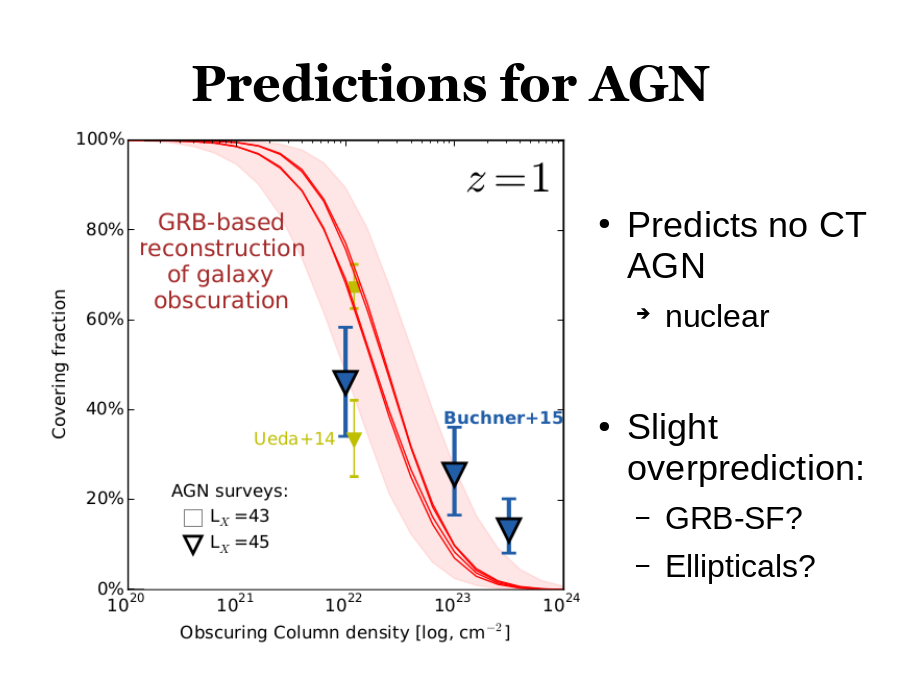 Predictions for AGN
100%
80%
60%
40%
20%
0%
Covering fraction
z=1
GRB-based
reconstruction
of galaxy
obscuration
Ueda+14
Buchner+15
AGN surveys:
L_X =43
L_X =45
10^20
10^21
10^22
10^23
10^24
Obscuring Column density [log, cm^−2]
• Predicts no CT
AGN
➔ nuclear
• Slight
overprediction:
– GRB-SF?
– Ellipticals?